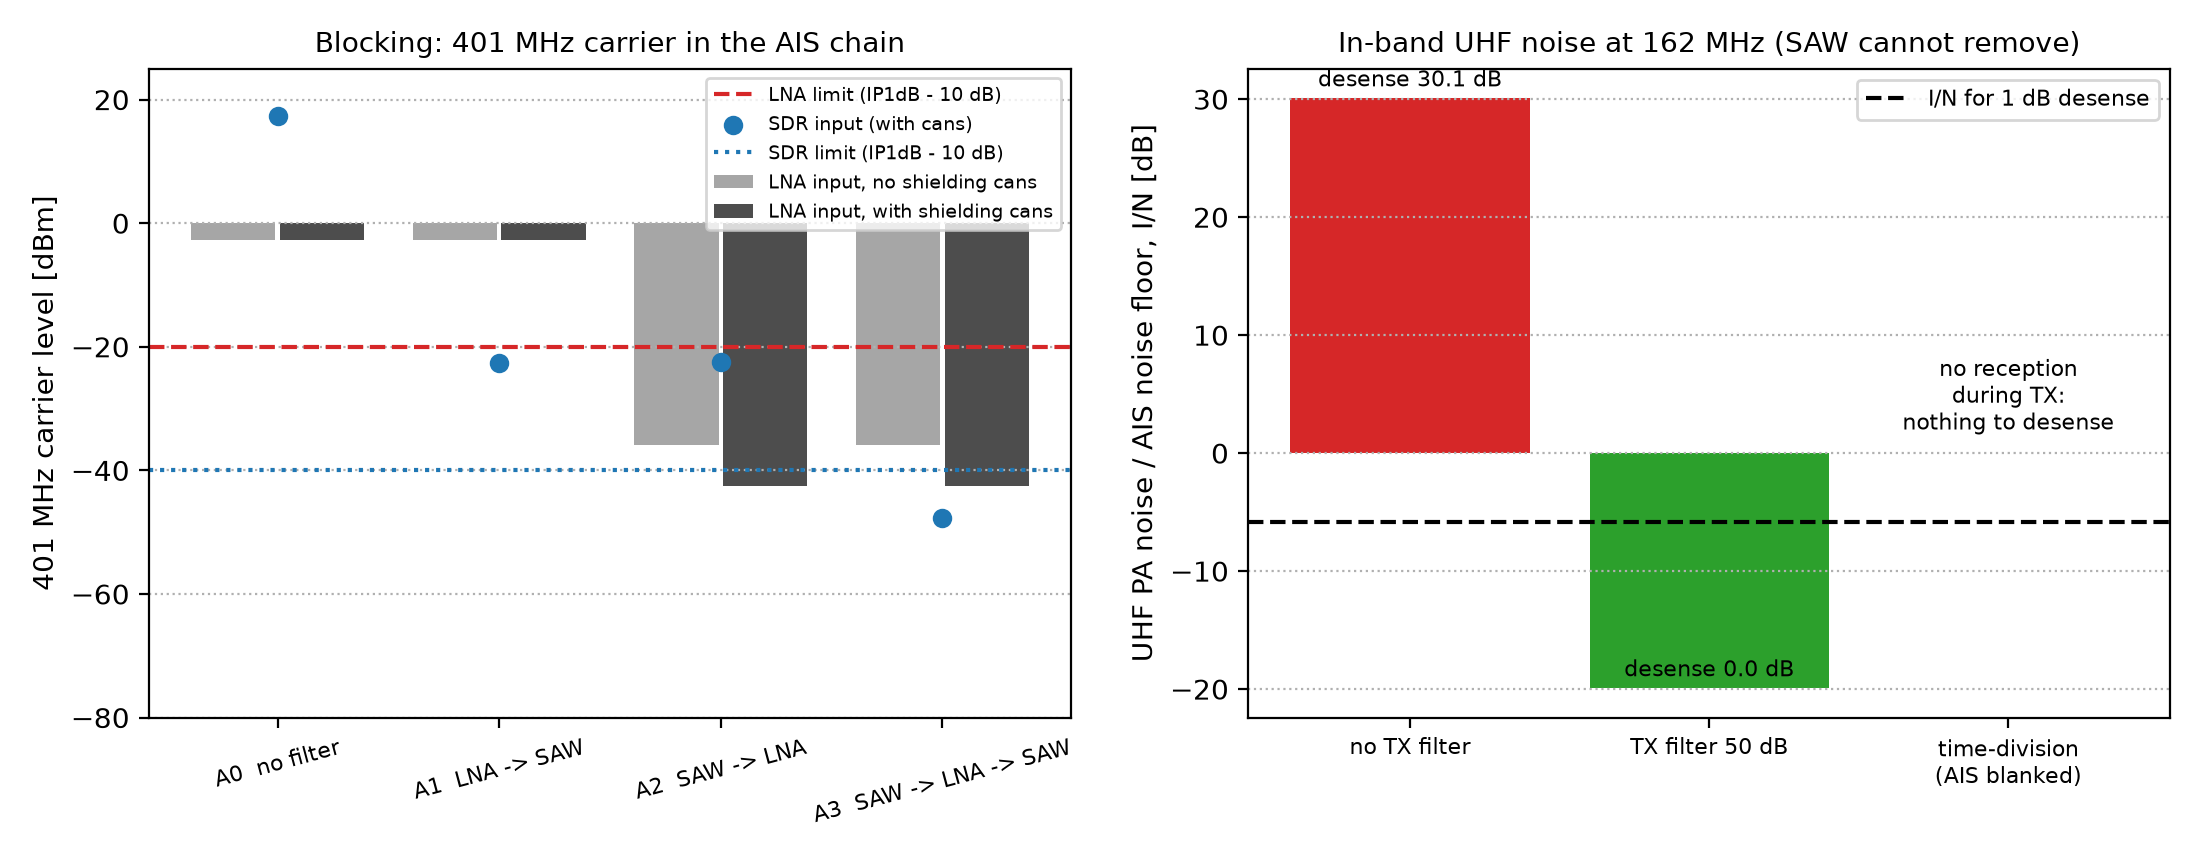 Blocking: 401 MHz carrier in the AIS chain
401 MHz carrier level [dBm]
20
0
−20
−40
−60
−80
LNA limit (IP1dB - 10 dB)
SDR input (with cans)
SDR limit (IP1dB - 10 dB)
LNA input, no shielding cans
LNA input, with shielding cans
A0  no filter
A1  LNA -> SAW
A2  SAW -> LNA
A3  SAW -> LNA -> SAW
In-band UHF noise at 162 MHz (SAW cannot remove)
UHF PA noise / AIS noise floor, I/N [dB]
30
20
10
0
−10
−20
desense 30.1 dB
I/N for 1 dB desense
no reception
during TX:
nothing to desense
desense 0.0 dB
no TX filter
TX filter 50 dB
time-division
(AIS blanked)